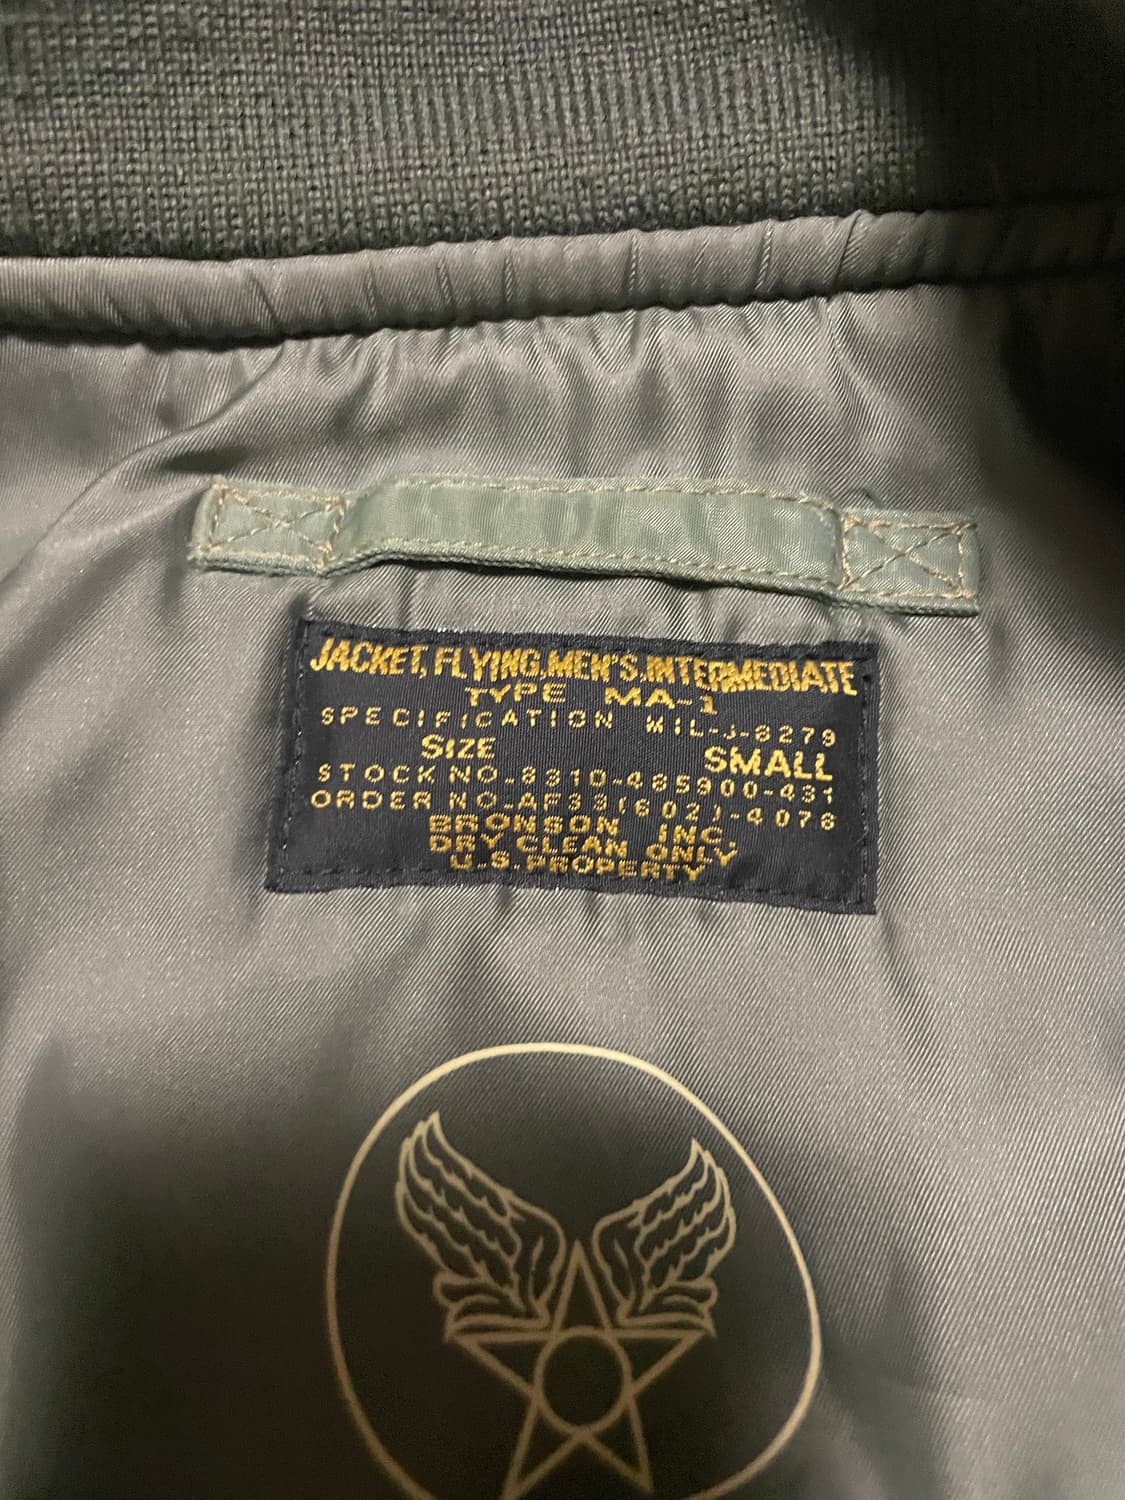 JACKET, FLYING, MEN'S, INTERMEDIATE
TYPE MA-1
SPECIFICATION MIL-J-8279
SIZE SMALL
STOCK NO.-8310-485900-431
ORDER NO.-AF33(602)-4078
BRONSON INC.
DRY CLEAN ONLY
U.S. PROPERTY